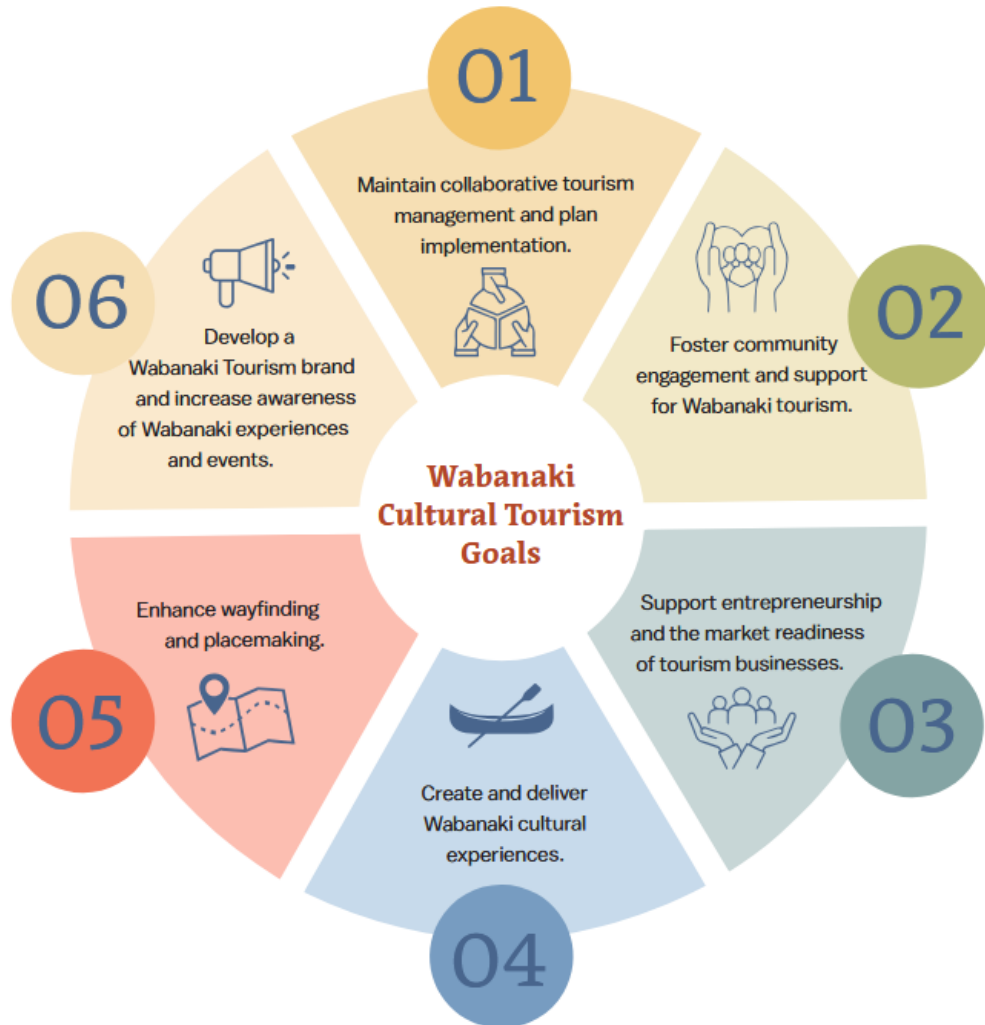 Wabanaki
Cultural Tourism
Goals
01
Maintain collaborative tourism
management and plan
implementation.
02
Foster community
engagement and support
for Wabanaki tourism.
03
Support entrepreneurship
and the market readiness
of tourism businesses.
04
Create and deliver
Wabanaki cultural
experiences.
05
Enhance wayfinding
and placemaking.
06
Develop a
Wabanaki Tourism brand
and increase awareness
of Wabanaki experiences
and events.